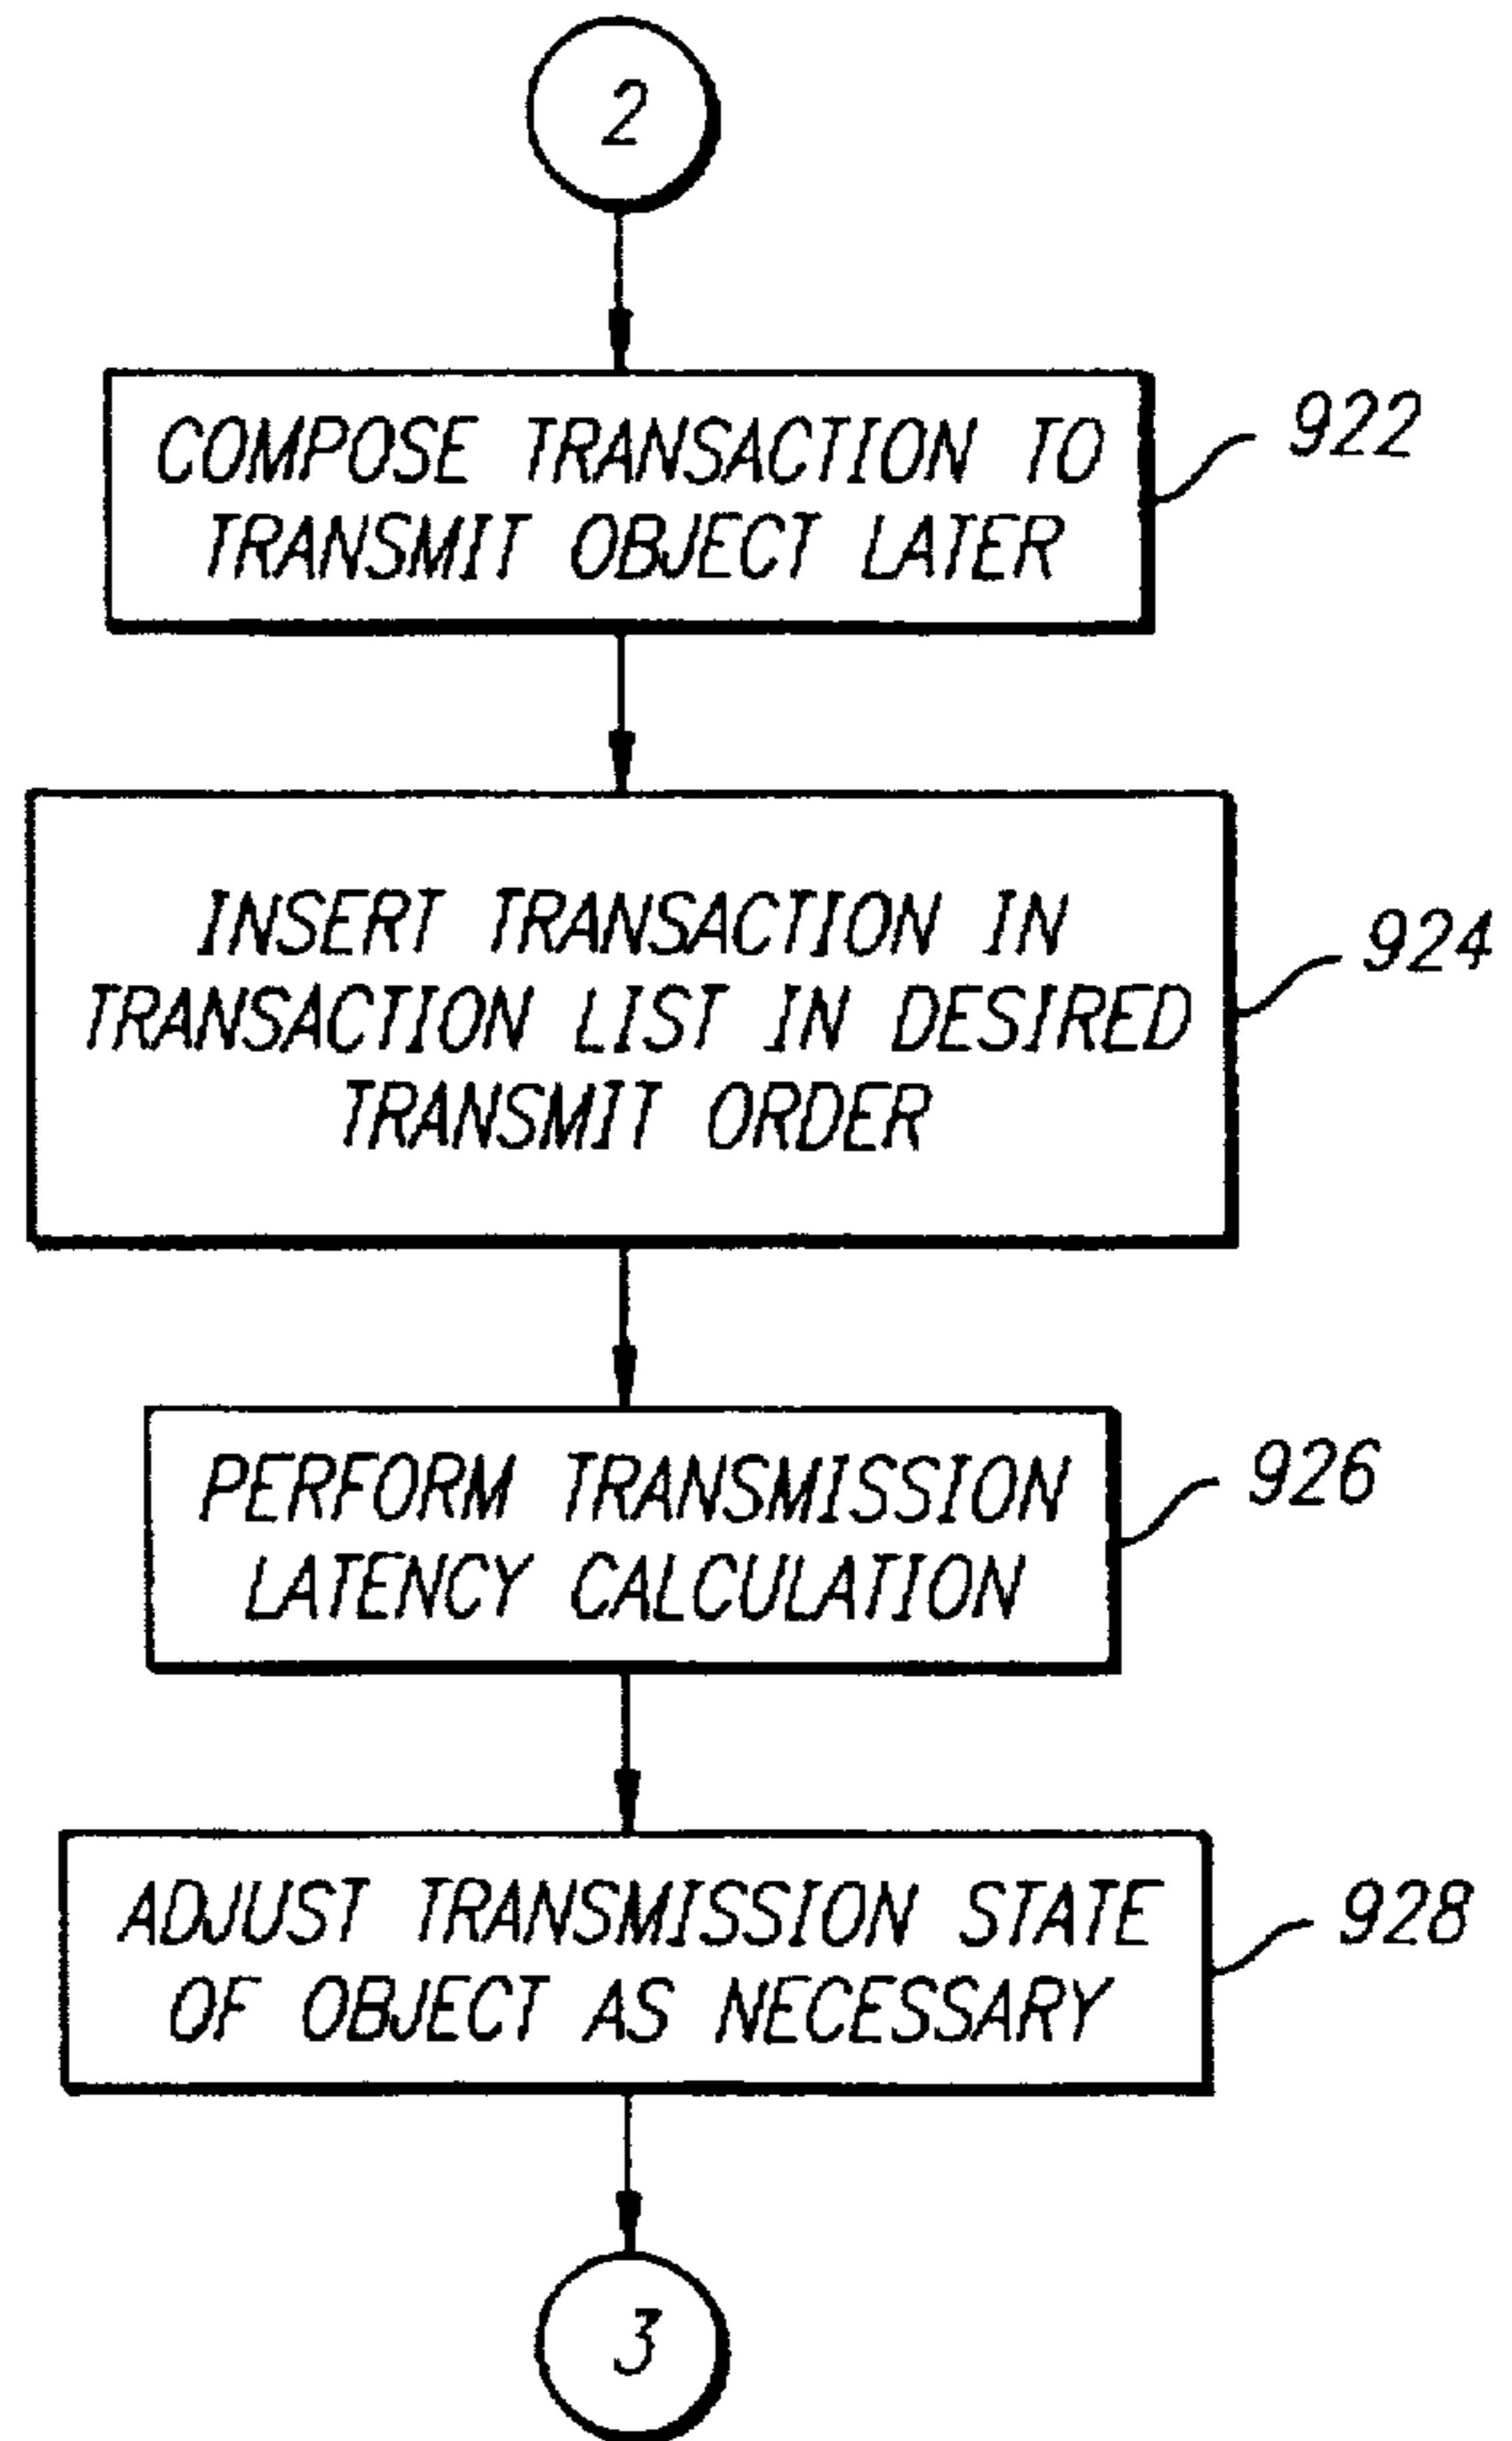 2
COMPOSE TRANSACTION TO
TRANSMIT OBJECT LATER
922
INSERT TRANSACTION IN
TRANSACTION LIST IN DESIRED
TRANSMIT ORDER
924
PERFORM TRANSMISSION
LATENCY CALCULATION
926
ADJUST TRANSMISSION STATE
OF OBJECT AS NECESSARY
928
3